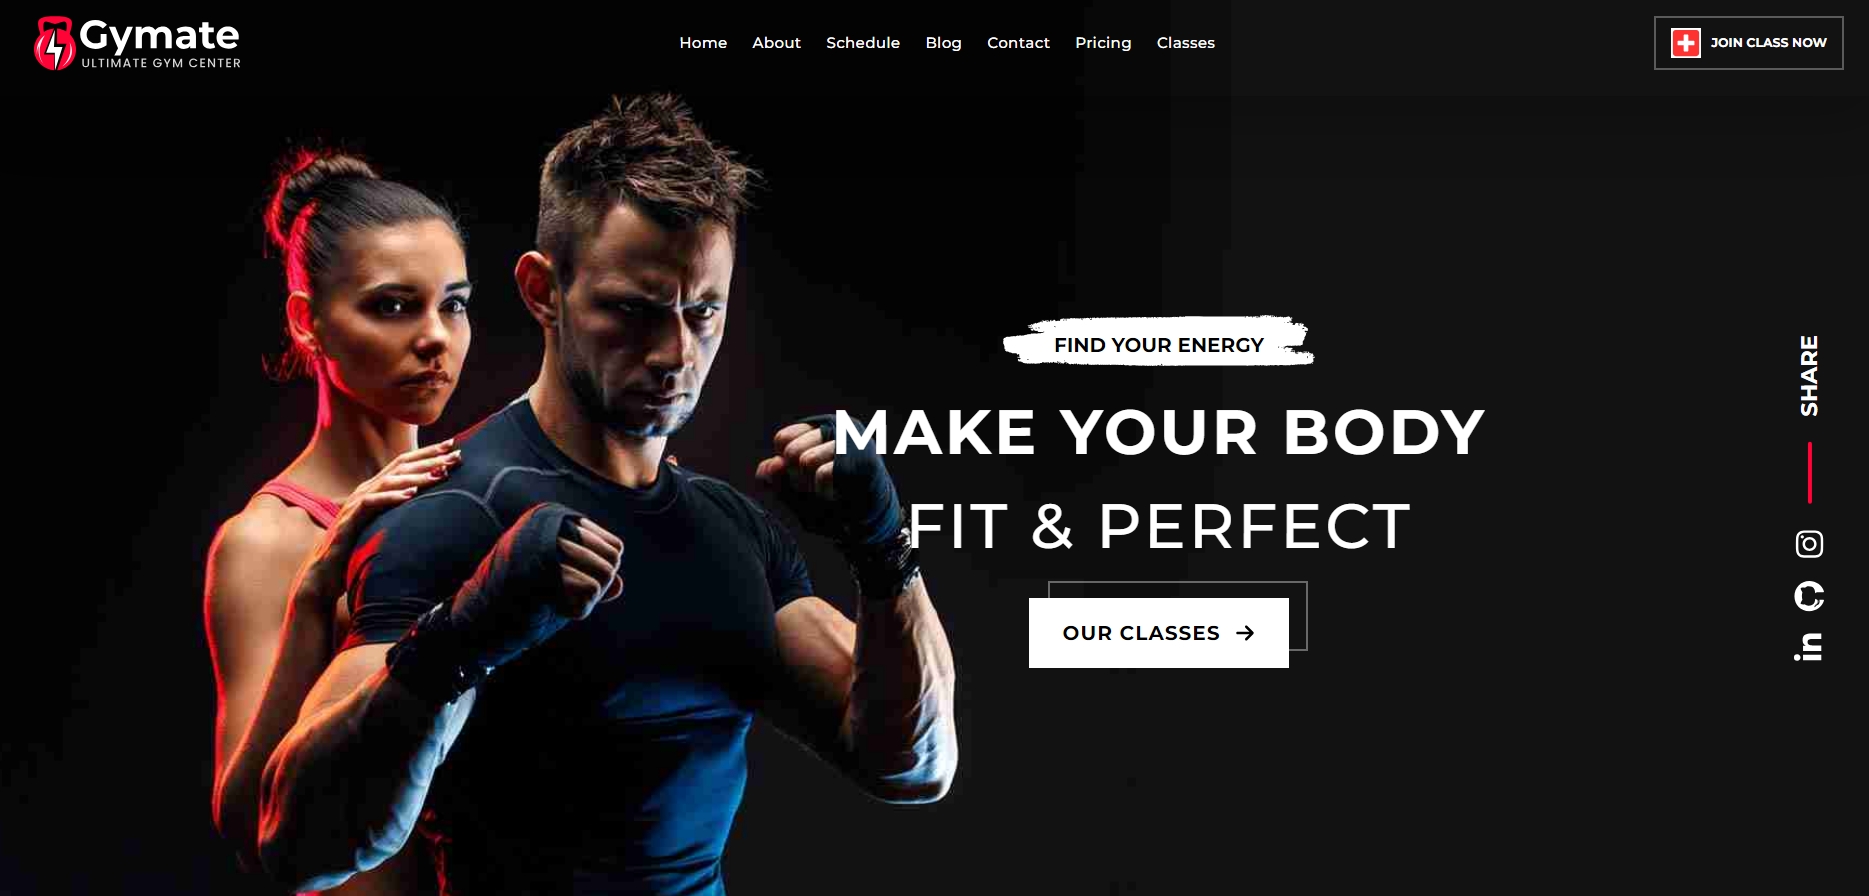 Gymate
ULTIMATE GYM CENTER
Home About Schedule Blog Contact Pricing Classes
JOIN CLASS NOW
FIND YOUR ENERGY
MAKE YOUR BODY
FIT & PERFECT
OUR CLASSES
SHARE